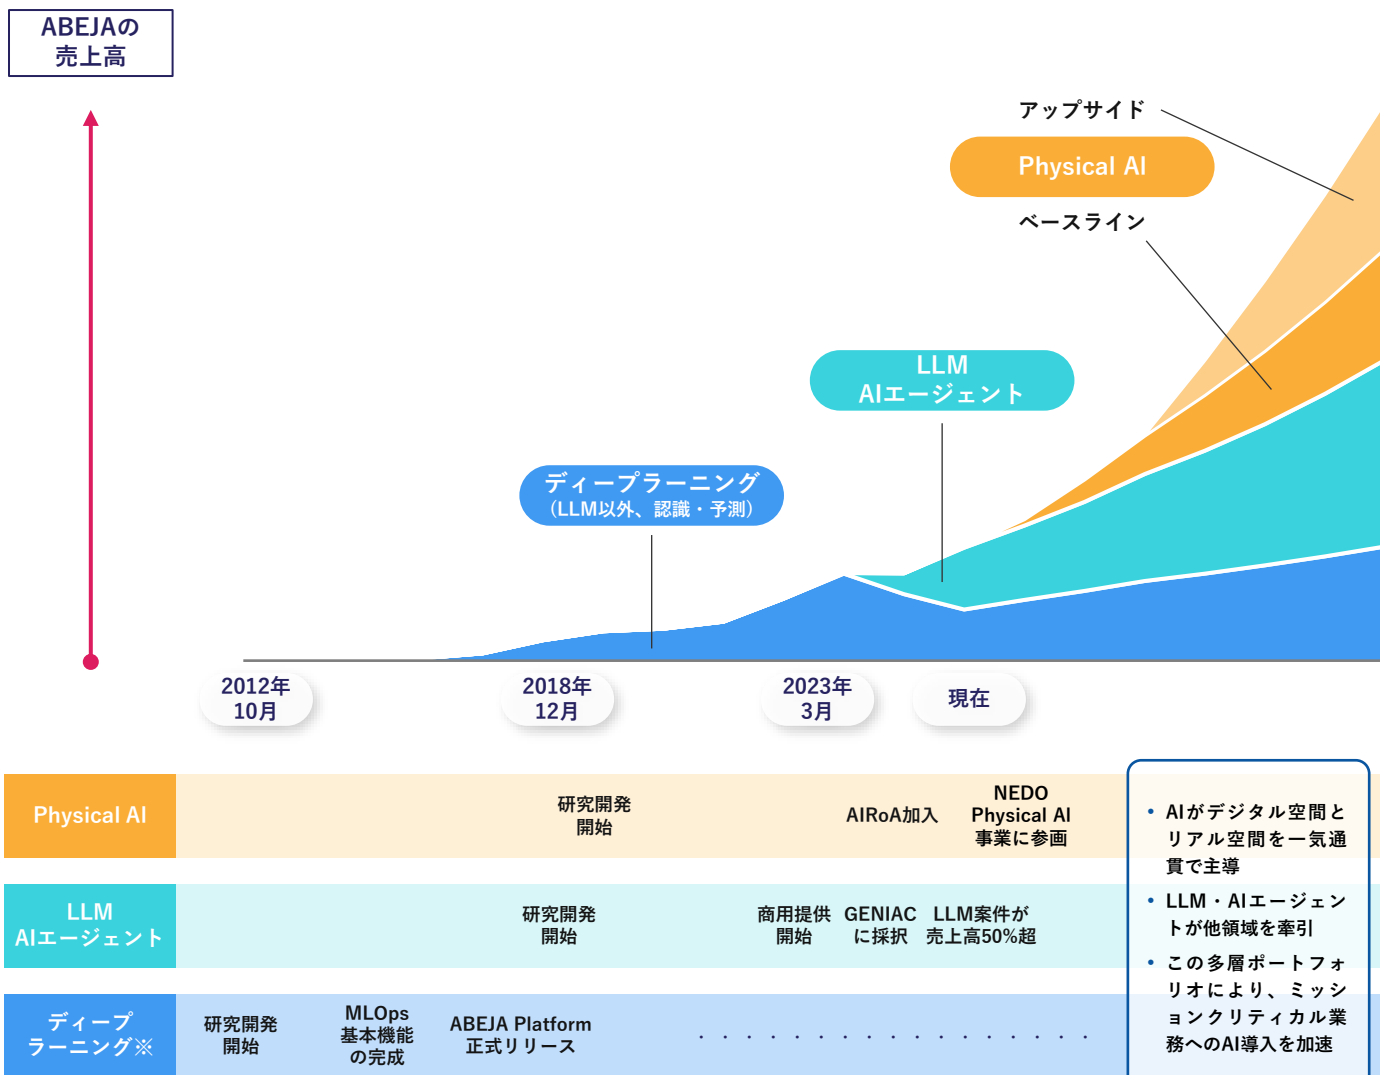 ABEJAの
売上高
アップサイド
Physical AI
ベースライン
LLM
AIエージェント
ディープラーニング
(LLM以外、認識・予測)
2012年
10月
2018年
12月
2023年
3月
現在
Physical AI
研究開発
開始
AIRoA加入
NEDO
Physical AI
事業に参画
LLM
AIエージェント
研究開発
開始
商用提供
開始
GENIAC
に採択
LLM案件が
売上高50%超
ディープ
ラーニング※
研究開発
開始
MLOps
基本機能
の完成
ABEJA Platform
正式リリース
・・・・・・・・・・・・・・・・・
• AIがデジタル空間と
リアル空間を一気通
貫で主導
• LLM・AIエージェン
トが他領域を牽引
• この多層ポートフォ
リオにより、ミッシ
ョンクリティカル業
務へのAI導入を加速